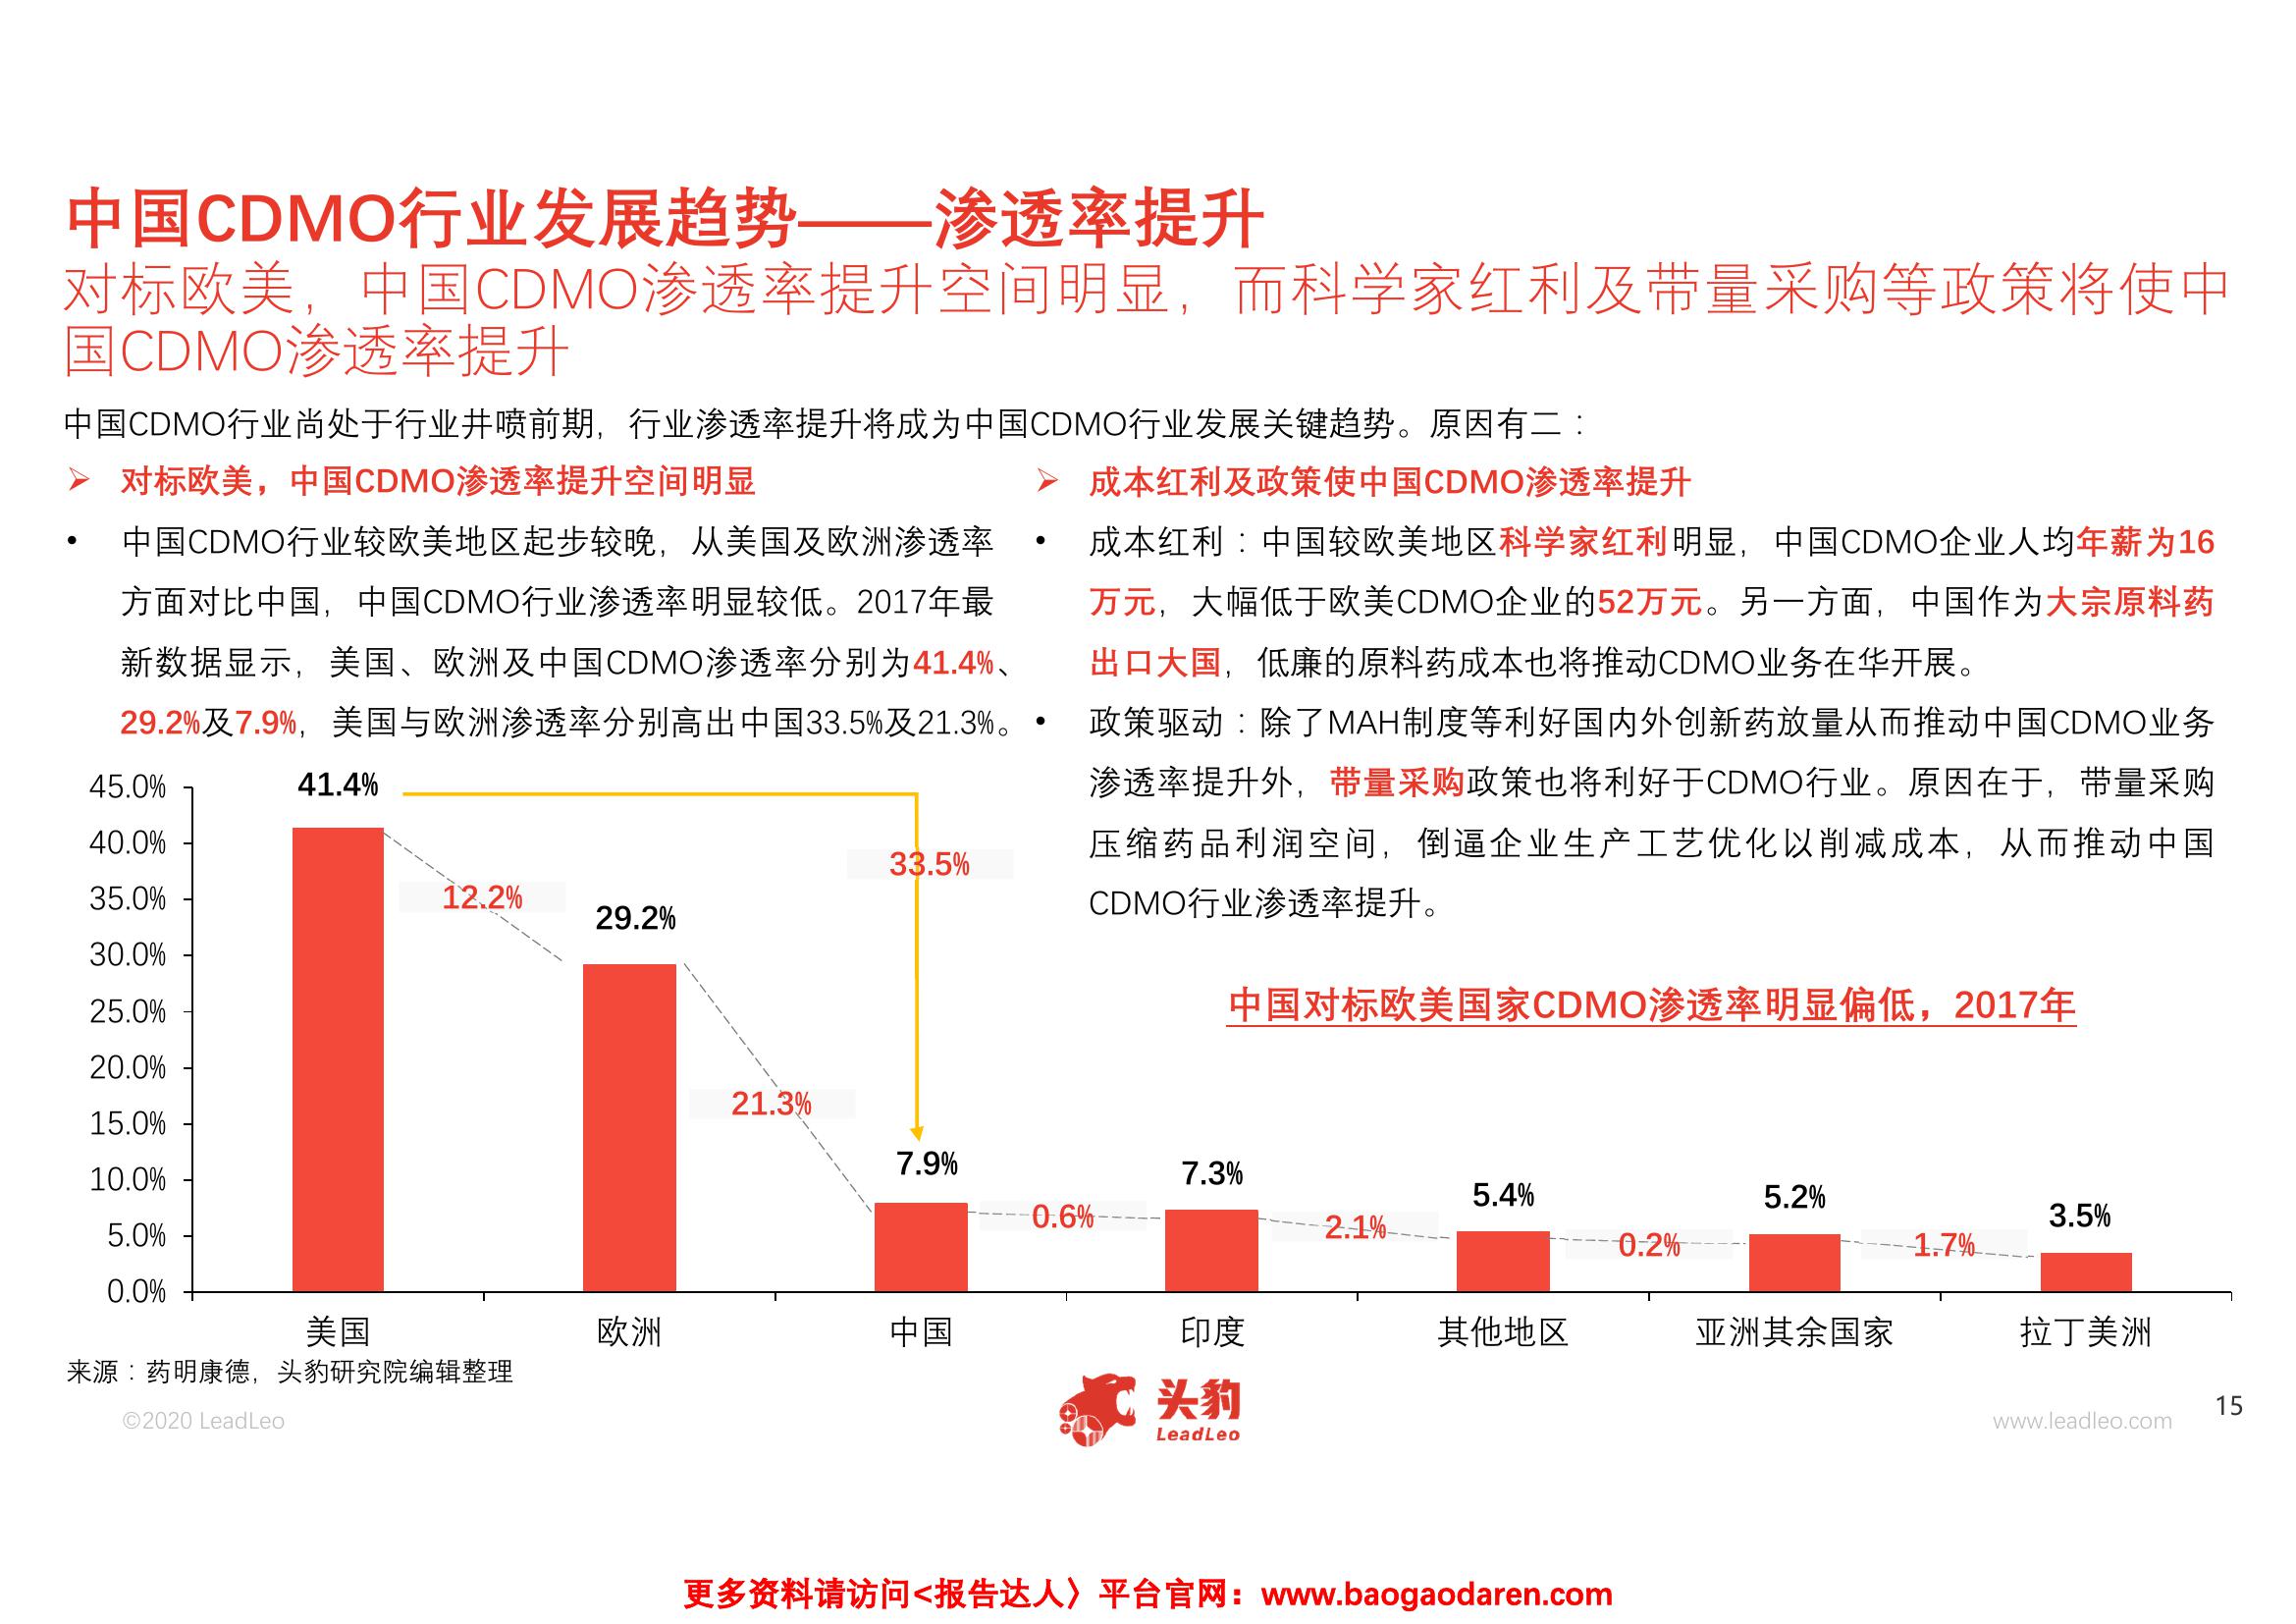 中国CDMO行业发展趋势——渗透率提升
对标欧美，中国CDMO渗透率提升空间明显，而科学家红利及带量采购等政策将使中
国CDMO渗透率提升
中国CDMO行业尚处于行业井喷前期，行业渗透率提升将成为中国CDMO行业发展关键趋势。原因有二：
➢ 对标欧美，中国CDMO渗透率提升空间明显
• 中国CDMO行业较欧美地区起步较晚，从美国及欧洲渗透率
方面对比中国，中国CDMO行业渗透率明显较低。2017年最
新数据显示，美国、欧洲及中国CDMO渗透率分别为41.4%、
29.2%及7.9%，美国与欧洲渗透率分别高出中国33.5%及21.3%。
➢ 成本红利及政策使中国CDMO渗透率提升
• 成本红利：中国较欧美地区科学家红利明显，中国CDMO企业人均年薪为16
万元，大幅低于欧美CDMO企业的52万元。另一方面，中国作为大宗原料药
出口大国，低廉的原料药成本也将推动CDMO业务在华开展。
• 政策驱动：除了MAH制度等利好国内外创新药放量从而推动中国CDMO业务
渗透率提升外，带量采购政策也将利好于CDMO行业。原因在于，带量采购
压缩药品利润空间，倒逼企业生产工艺优化以削减成本，从而推动中国
CDMO行业渗透率提升。
中国对标欧美国家CDMO渗透率明显偏低，2017年
45.0%
40.0%
35.0%
30.0%
25.0%
20.0%
15.0%
10.0%
5.0%
0.0%
41.4%
29.2%
7.9%
7.3%
5.4%
5.2%
3.5%
12.2%
33.5%
21.3%
0.6%
2.1%
0.2%
1.7%
美国
欧洲
中国
印度
其他地区
亚洲其余国家
拉丁美洲
来源：药明康德，头豹研究院编辑整理
©2020 LeadLeo
头豹
LeadLeo
www.leadleo.com
15
更多资料请访问<报告达人〉平台官网：www.baogaodaren.com